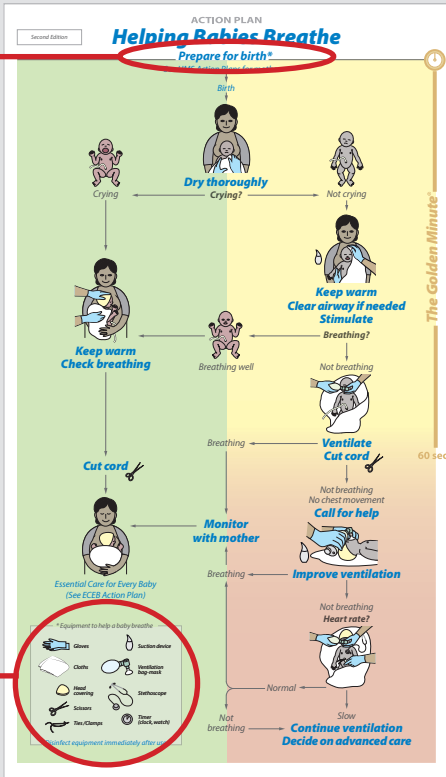 ACTION PLAN
Second Edition
Helping Babies Breathe
Prepare for birth*
Birth
Dry thoroughly
Crying
Crying?
Not crying
The Golden Minute®
Keep warm
Clear airway if needed
Stimulate
Breathing?
Keep warm
Check breathing
Breathing well
Not breathing
Breathing
Ventilate
Cut cord
60 sec
Cut cord
Not breathing
No chest movement
Call for help
Monitor
with mother
Essential Care for Every Baby
(See ECEB Action Plan)
Breathing
Improve ventilation
Not breathing
Heart rate?
* Equipment to help a baby breathe
Gloves
Suction device
Cloths
Ventilation
bag-mask
Head
covering
Stethoscope
Scissors
Ties/Clamps
Timer
(clock, watch)
Disinfect equipment immediately after use
Normal
Slow
Not
breathing
Continue ventilation
Decide on advanced care